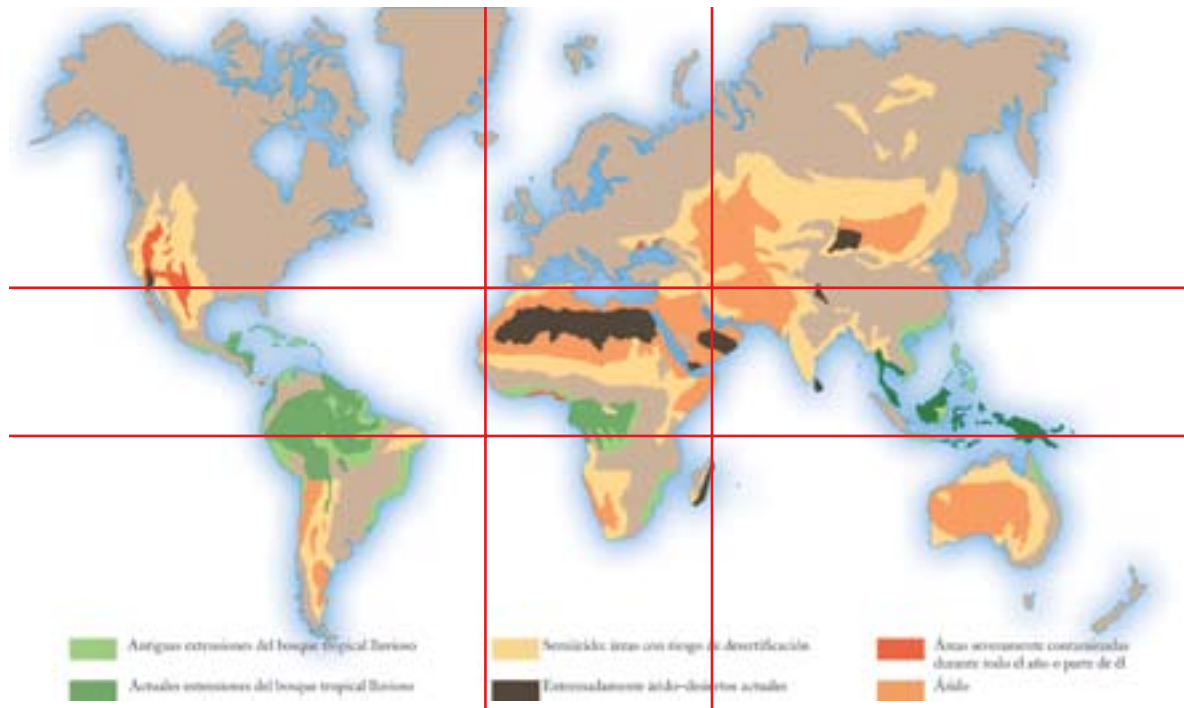 Antiguas extensiones del bosque tropical lluvioso
Actuales extensiones del bosque tropical lluvioso
Semiárido: áreas con riesgo de desertificación
Extremadamente árido-desiertos actuales
Áreas severamente contaminadas
durante todo el año o parte de él
Árido